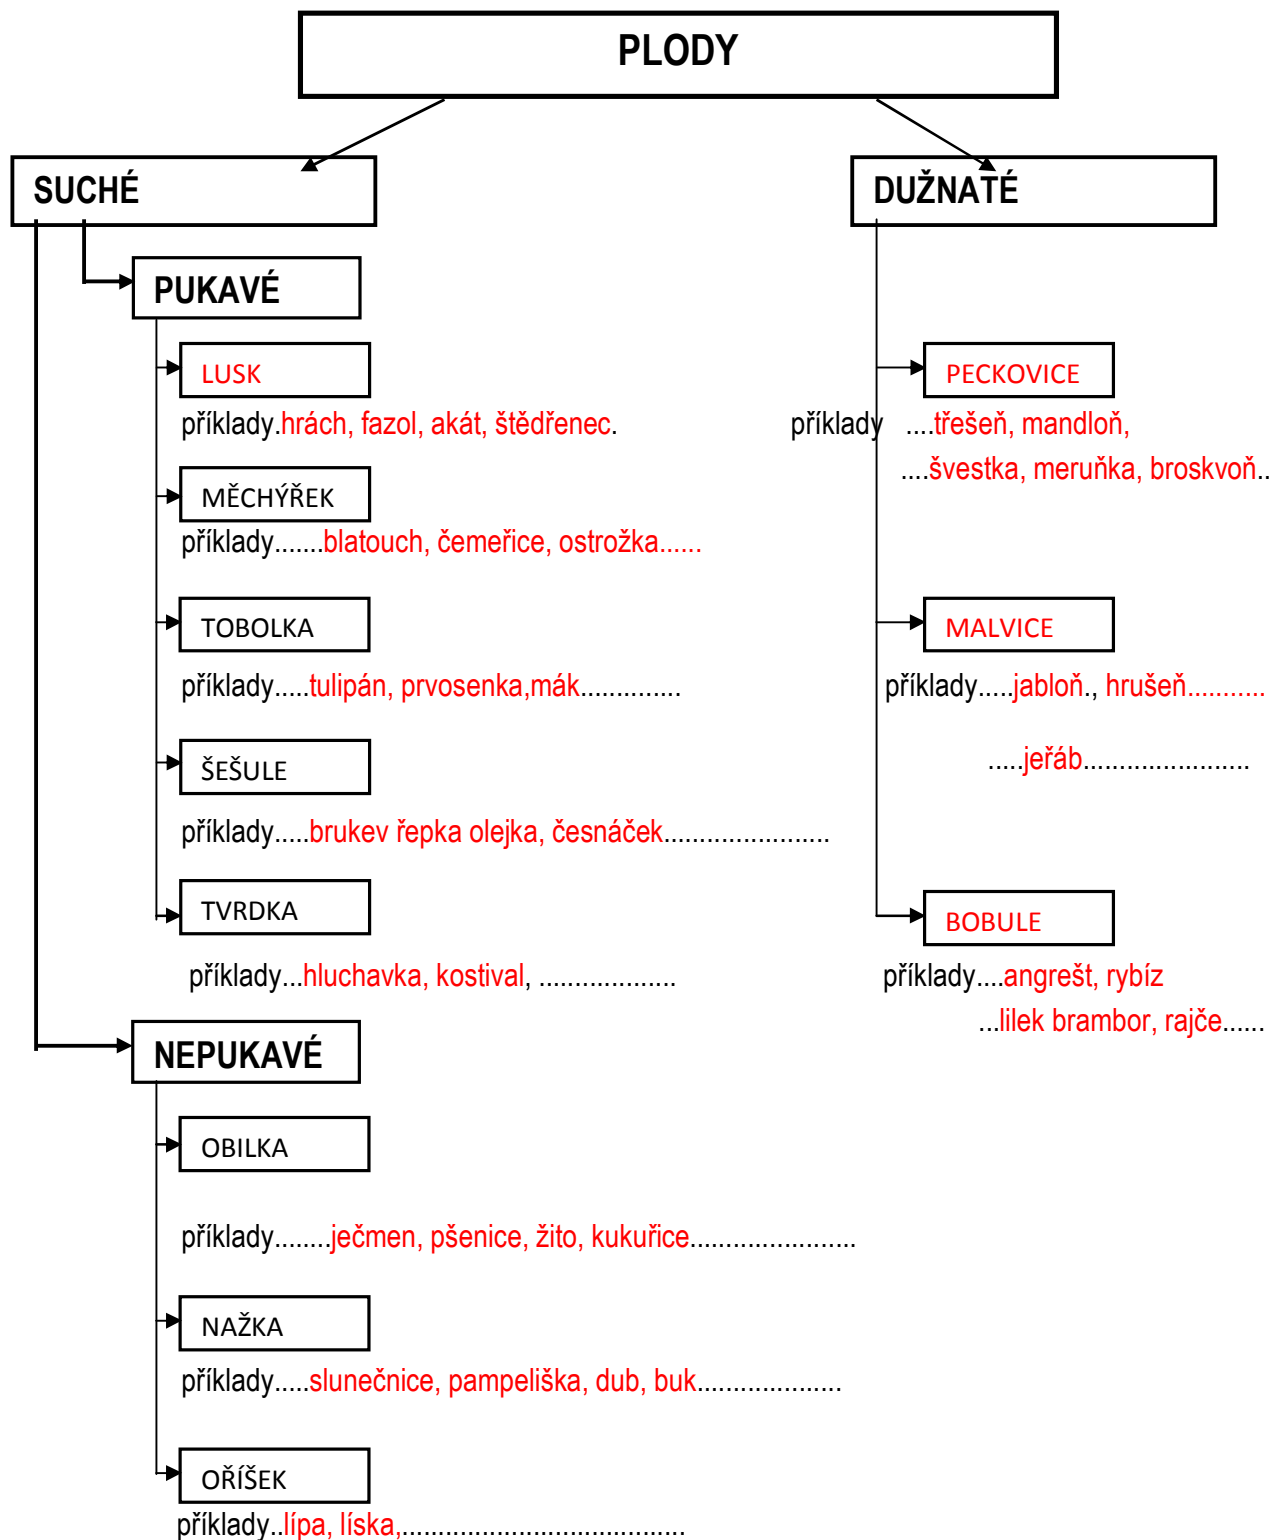 PLODY
SUCHÉ
PUKAVÉ
LUSK
příklady.hrách, fazol, akát, štědřenec.
MĚCHÝŘEK
příklady.......blatouch, čemeřice, ostrožka......
TOBOLKA
příklady.....tulipán, prvosenka,mák..............
ŠEŠULE
příklady.....brukev řepka olejka, česnáček.......................
TVRDKA
příklady...hluchavka, kostival, ...................
NEPUKAVÉ
OBILKA
příklady........ječmen, pšenice, žito, kukuřice.......................
NAŽKA
příklady.....slunečnice, pampeliška, dub, buk....................
OŘÍŠEK
příklady..lípa, líska,.......................................
DUŽNATÉ
PECKOVICE
příklady ....třešeň, mandloň,
....švestka, meruňka, broskvoň..
MALVICE
příklady.....jabloň., hrušeň...........
.....jeřáb.......................
BOBULE
příklady....angrešt, rybíz
...lilek brambor, rajče......